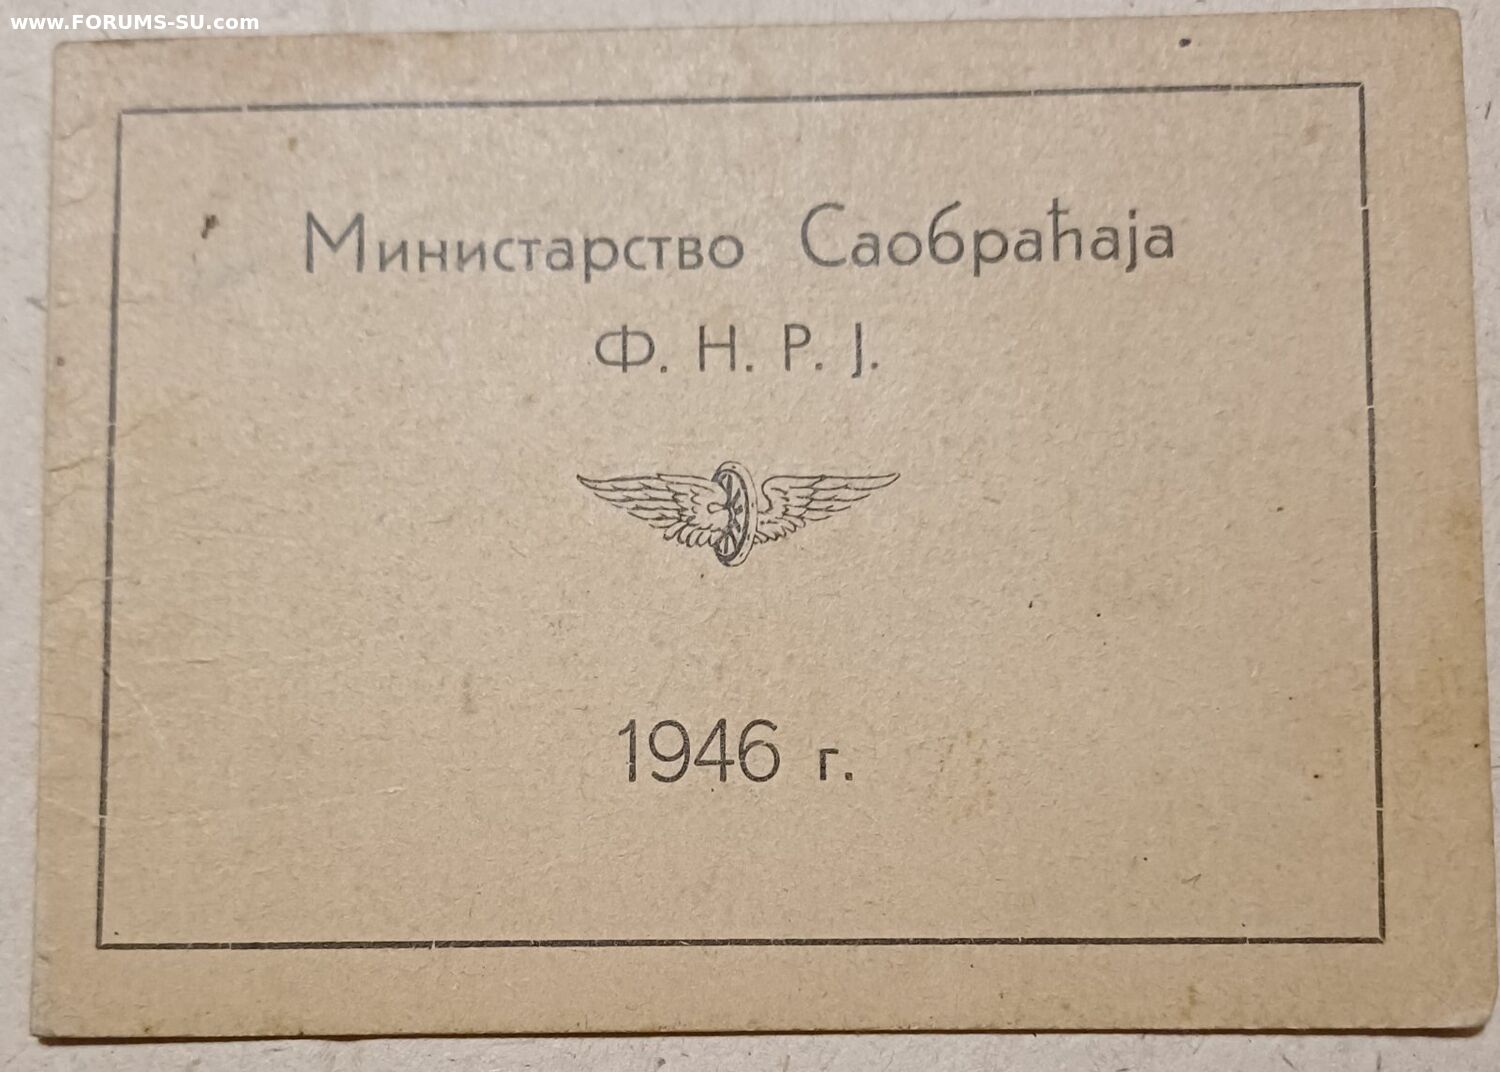 www.FORUMS-SU.com
Министарство Саобраћаја
Ф. Н. Р. Ј.
1946 г.